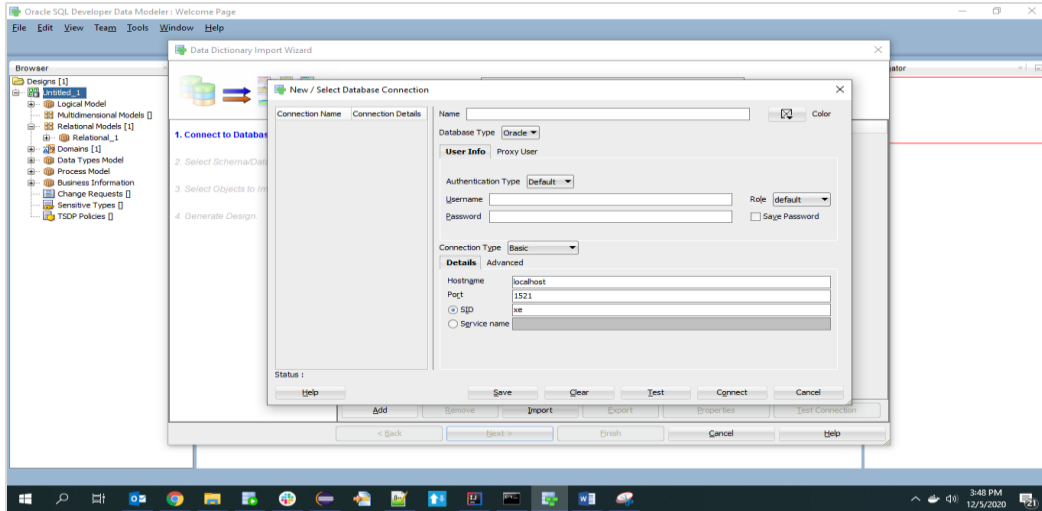 Oracle SQL Developer Data Modeler : Welcome Page
File Edit View Team Tools Window Help
Data Dictionary Import Wizard
Browser
Designs [1]
Untitled_1
Logical Model
Multidimensional Models []
Relational Models [1]
Relational_1
Domains [1]
Data Types Model
Process Model
Business Information
Change Requests []
Sensitive Types []
TSDP Policies []
1. Connect to Databas
2. Select Schema/Dat
3. Select Objects to Im
4. Generate Design.
New / Select Database Connection
Connection Name Connection Details
Name Color
Database Type Oracle
User Info Proxy User
Authentication Type Default
Username Role default
Password Save Password
Connection Type Basic
Details Advanced
Hostname localhost
Port 1521
SID xe
Service name
Status :
Help Save Clear Test Connect Cancel
Add Remove Import Export Properties Test Connection
< Back Next > Finish Cancel Help
ator
3:48 PM
12/5/2020